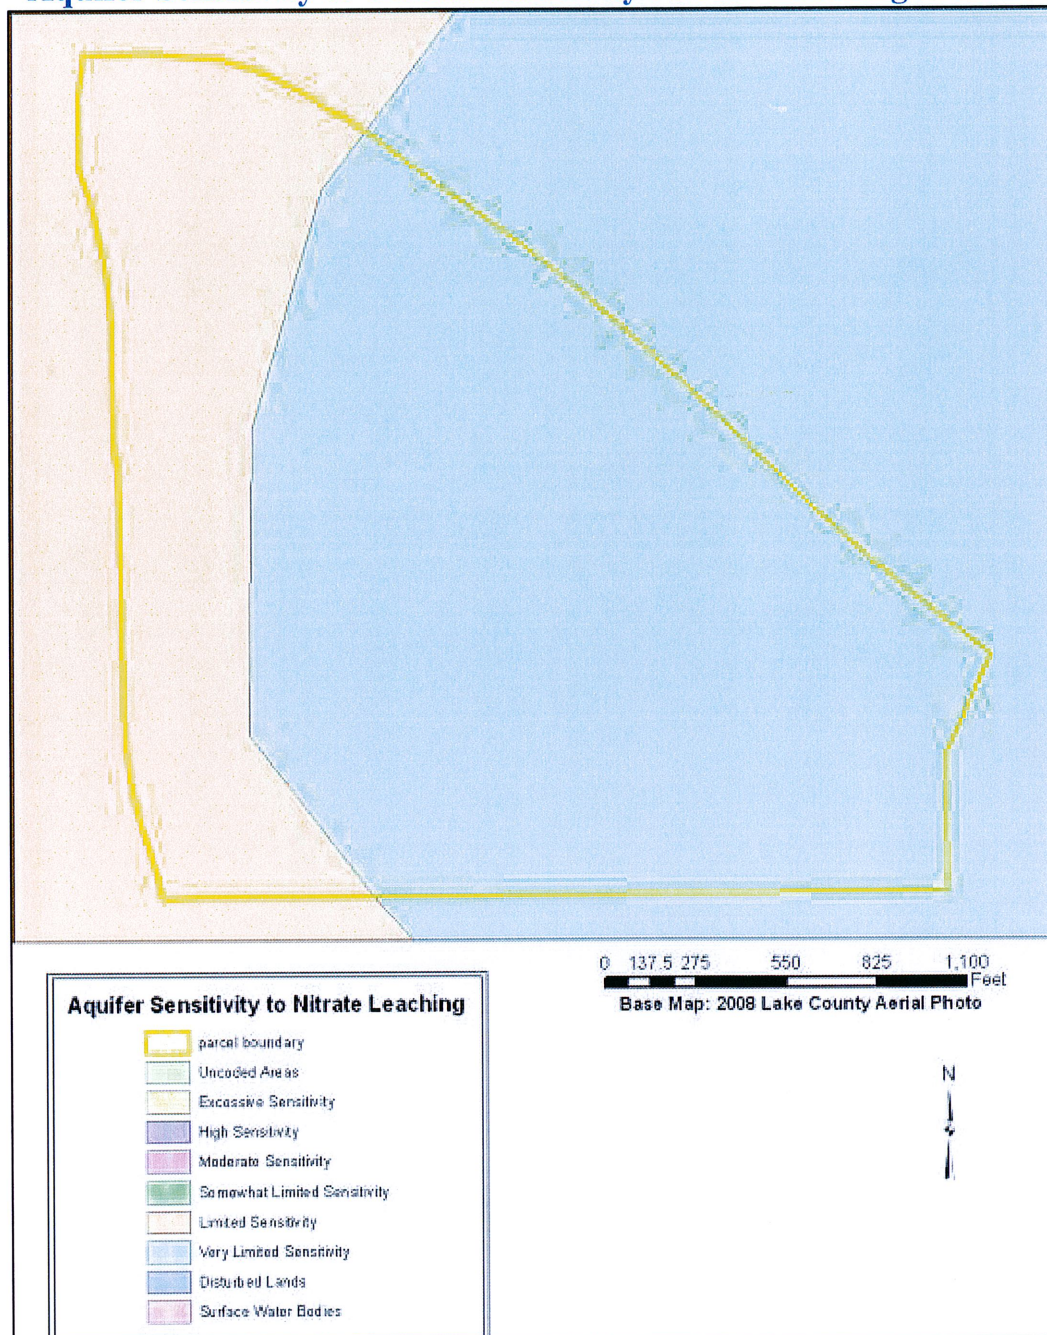 0 137.5 275 550 825 1,100
Feet
Base Map: 2008 Lake County Aerial Photo
Aquifer Sensitivity to Nitrate Leaching
parcel boundary
Uncoded Areas
Excessive Sensitivity
High Sensitivity
Moderate Sensitivity
Somewhat Limited Sensitivity
Limited Sensitivity
Very Limited Sensitivity
Disturbed Lands
Surface Water Bodies
N